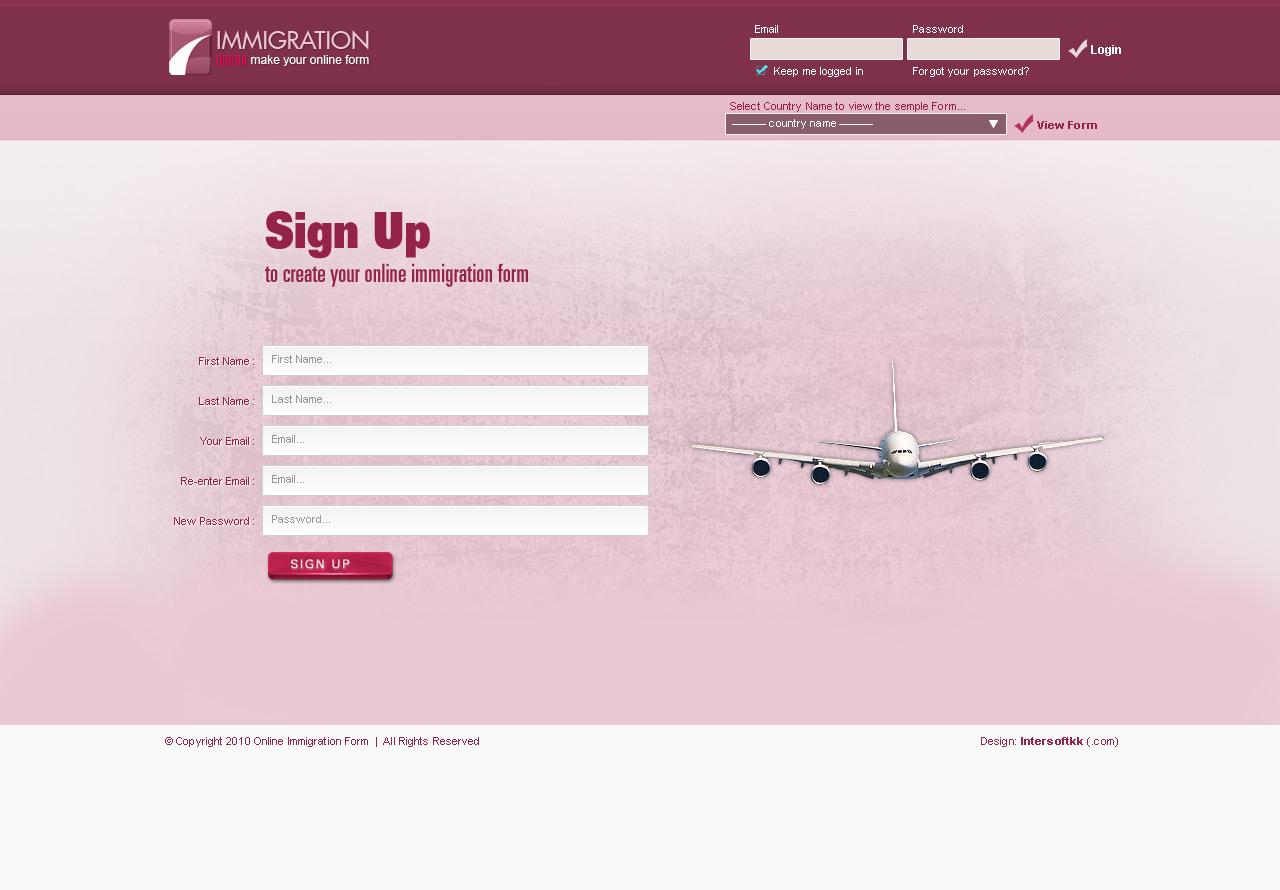 IMMIGRATION
make your online form
Email
Password
Login
Keep me logged in
Forgot your password?
Select Country Name to view the semple Form...
——— country name ———
View Form
Sign Up
to create your online immigration form
First Name :
First Name...
Last Name :
Last Name...
Your Email :
Email...
Re-enter Email :
Email...
New Password :
Password...
SIGN UP
© Copyright 2010 Online Immigration Form | All Rights Reserved
Design: Intersoftkk (.com)